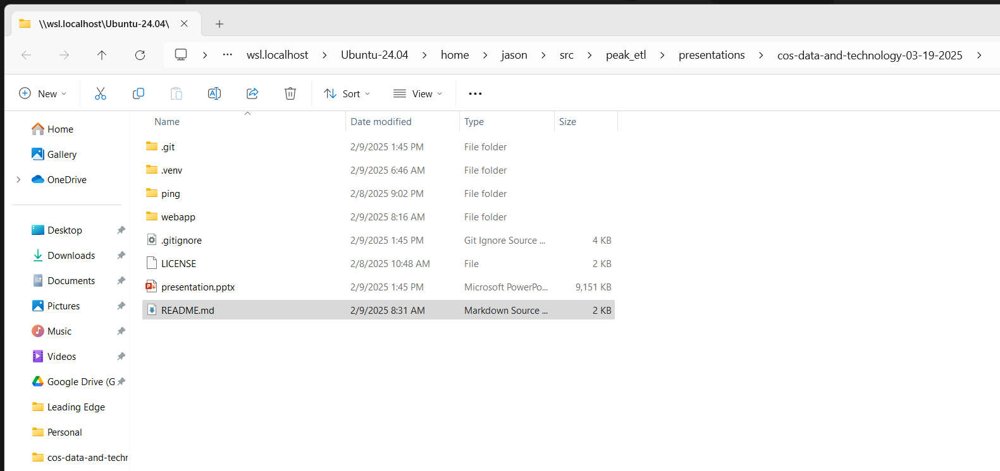 \\wsl.localhost\Ubuntu-24.04\
wsl.localhost > Ubuntu-24.04 > home > jason > src > peak_etl > presentations > cos-data-and-technology-03-19-2025 >
New
Sort
View
Home
Gallery
OneDrive
Desktop
Downloads
Documents
Pictures
Music
Videos
Google Drive (G
Leading Edge
Personal
cos-data-and-techr
Name Date modified Type Size
.git 2/9/2025 1:45 PM File folder
.venv 2/9/2025 6:46 AM File folder
ping 2/8/2025 9:02 PM File folder
webapp 2/9/2025 8:16 AM File folder
.gitignore 2/9/2025 1:45 PM Git Ignore Source ... 4 KB
LICENSE 2/8/2025 10:48 AM File 2 KB
presentation.pptx 2/9/2025 1:45 PM Microsoft PowerPo... 9,151 KB
README.md 2/9/2025 8:31 AM Markdown Source ... 2 KB